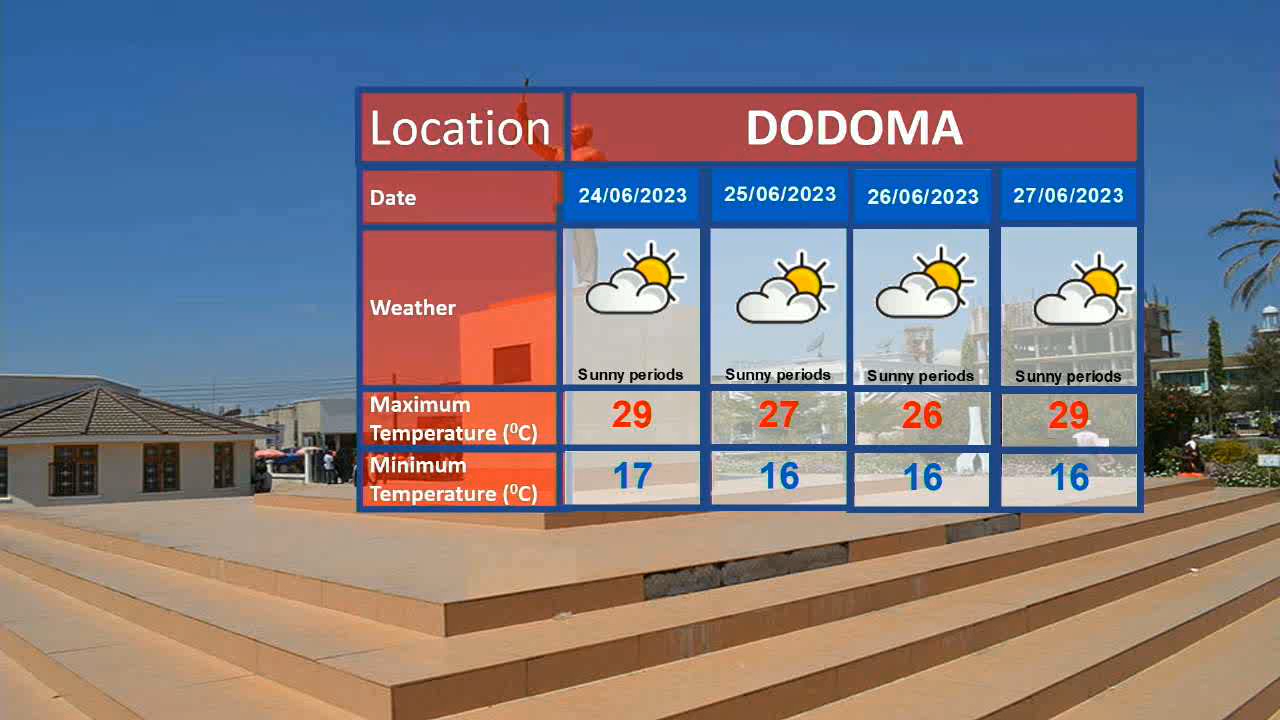 Location DODOMA
Date 24/06/2023 25/06/2023 26/06/2023 27/06/2023
Weather
Sunny periods Sunny periods Sunny periods Sunny periods
Maximum
Temperature (⁰C) 29 27 26 29
Minimum
Temperature (⁰C) 17 16 16 16